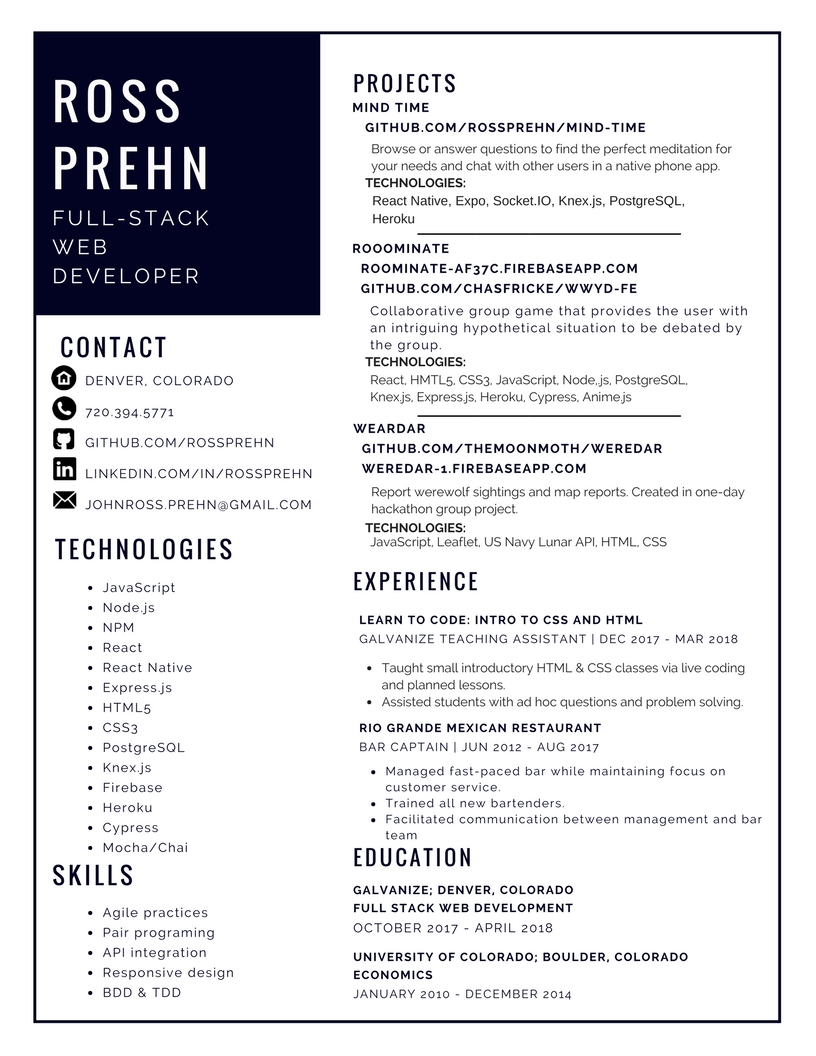 ROSS
PREHN
FULL-STACK
WEB
DEVELOPER
CONTACT
DENVER, COLORADO
720.394.5771
GITHUB.COM/ROSSPREHN
in LINKEDIN.COM/IN/ROSSPREHN
JOHNROSS.PREHN@GMAIL.COM
TECHNOLOGIES
• JavaScript
• Node.js
• NPM
• React
• React Native
• Express.js
• HTML5
• CSS3
• PostgreSQL
• Knex.js
• Firebase
• Heroku
• Cypress
• Mocha/Chai
SKILLS
• Agile practices
• Pair programing
• API integration
• Responsive design
• BDD & TDD
PROJECTS
MIND TIME
GITHUB.COM/ROSSPREHN/MIND-TIME
Browse or answer questions to find the perfect meditation for
your needs and chat with other users in a native phone app.
TECHNOLOGIES:
React Native, Expo, Socket.IO, Knex.js, PostgreSQL,
Heroku
ROOOMINATE
ROOMINATE-AF37C.FIREBASEAPP.COM
GITHUB.COM/CHASFRICKE/WWYD-FE
Collaborative group game that provides the user with
an intriguing hypothetical situation to be debated by
the group.
TECHNOLOGIES:
React, HMTL5, CSS3, JavaScript, Node,.js, PostgreSQL,
Knex.js, Express.js, Heroku, Cypress, Anime.js
WEARDAR
GITHUB.COM/THEMOONMOTH/WEREDAR
WEREDAR-1.FIREBASEAPP.COM
Report werewolf sightings and map reports. Created in one-day
hackathon group project.
TECHNOLOGIES:
JavaScript, Leaflet, US Navy Lunar API, HTML, CSS
EXPERIENCE
LEARN TO CODE: INTRO TO CSS AND HTML
GALVANIZE TEACHING ASSISTANT | DEC 2017 - MAR 2018
• Taught small introductory HTML & CSS classes via live coding
and planned lessons.
• Assisted students with ad hoc questions and problem solving.
RIO GRANDE MEXICAN RESTAURANT
BAR CAPTAIN | JUN 2012 - AUG 2017
• Managed fast-paced bar while maintaining focus on
customer service.
• Trained all new bartenders.
• Facilitated communication between management and bar
team
EDUCATION
GALVANIZE; DENVER, COLORADO
FULL STACK WEB DEVELOPMENT
OCTOBER 2017 - APRIL 2018
UNIVERSITY OF COLORADO; BOULDER, COLORADO
ECONOMICS
JANUARY 2010 - DECEMBER 2014